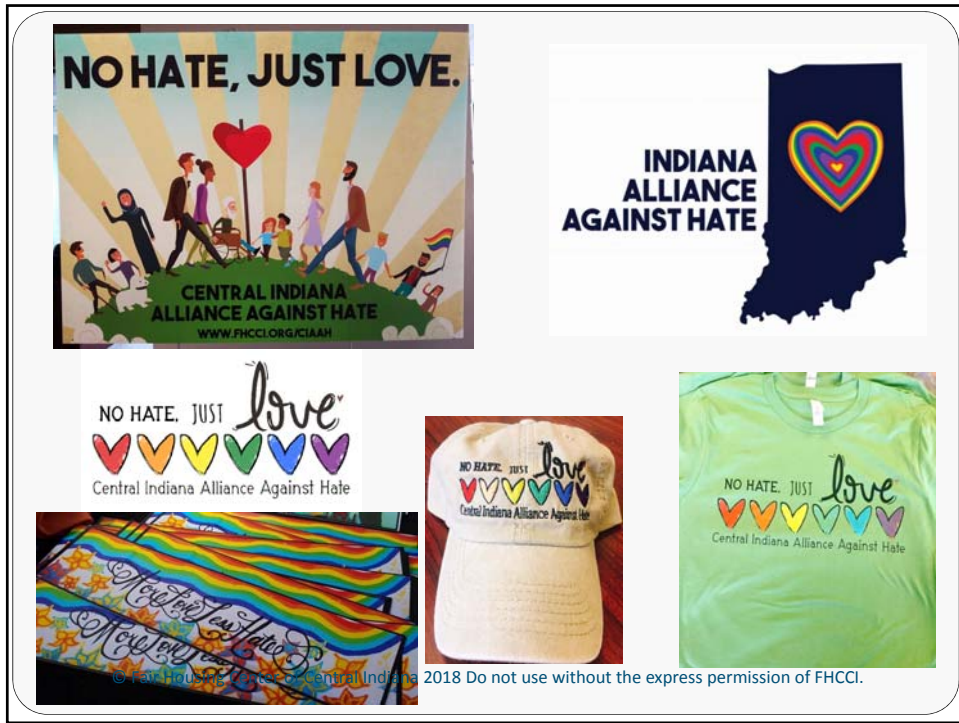 NO HATE, JUST LOVE.
CENTRAL INDIANA
ALLIANCE AGAINST HATE
WWW.FHCCI.ORG/CIAAH
INDIANA
ALLIANCE
AGAINST HATE
NO HATE. JUST love
Central Indiana Alliance Against Hate
NO HATE. JUST love
Central Indiana Alliance Against Hate
NO HATE. JUST love
Central Indiana Alliance Against Hate
More Love Less Hate
More Love Less
© Fair Housing Center of Central Indiana 2018 Do not use without the express permission of FHCCI.